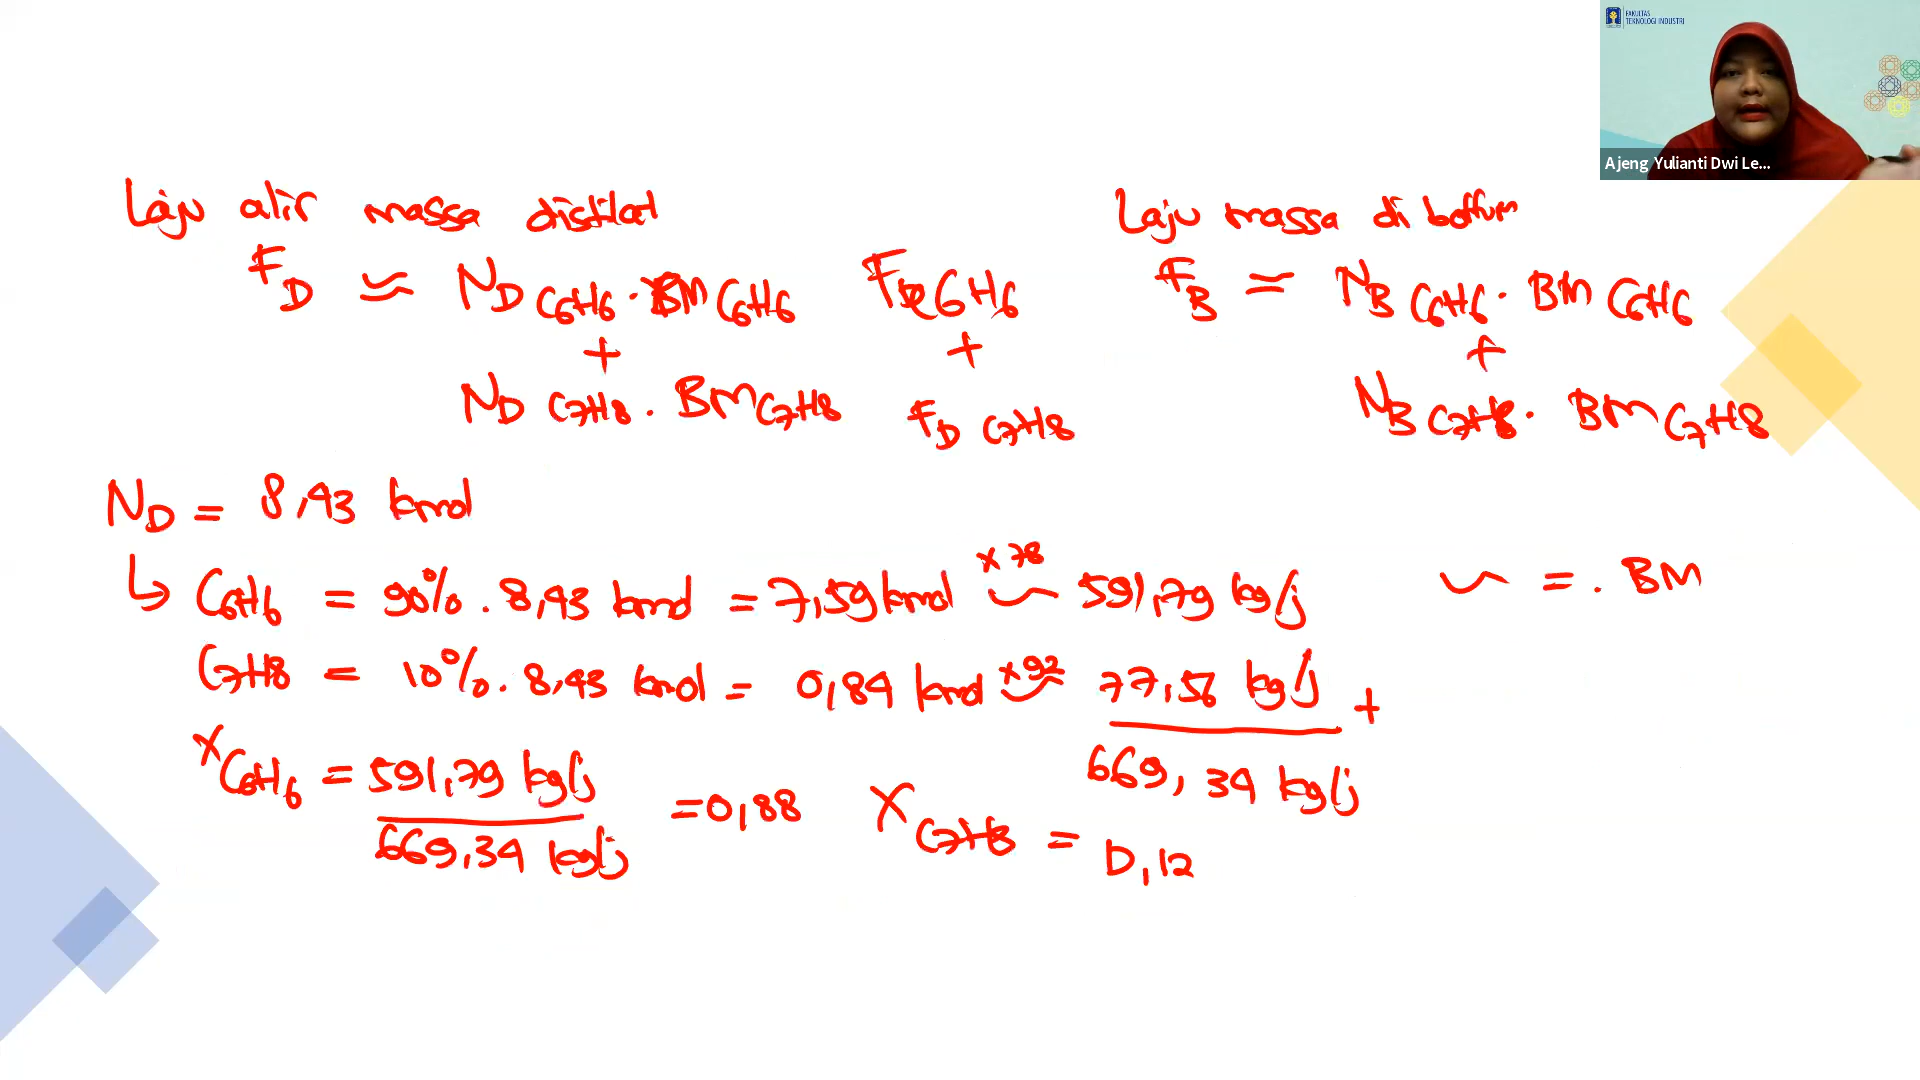 FAKULTAS
TEKNOLOGI INDUSTRI
Ajeng Yulianti Dwi Le...
Laju alir massa distilat
F_D ≃ N_D C6H6 . BM C6H6 F_D C6H6
+ +
N_D C7H8 . BM C7H8 F_D C7H8
Laju massa di bottom
F_B = N_B C6H6 . BM C6H6
+
N_B C7H8 . BM C7H8
N_D = 8,43 kmol
↳ C6H6 = 90% . 8,43 kmol = 7,59 kmol x 78 ~ 591,79 kg/j
~ = . BM
C7H8 = 10% . 8,43 kmol = 0,84 kmol x 92 ~ 77,56 kg/j +
669,34 kg/j
X C6H6 = 591,79 kg/j / 669,34 kg/j = 0,88
X C7H8 = 0,12